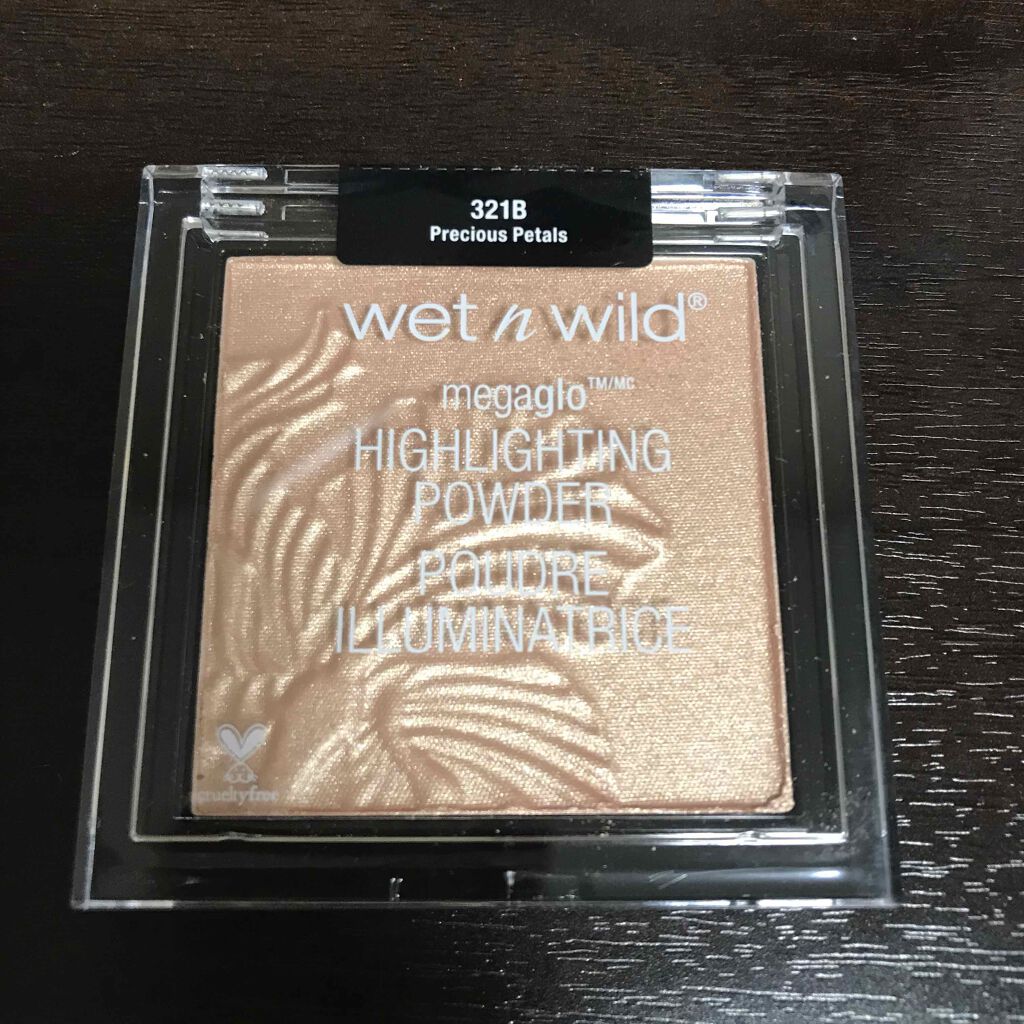 321B
Precious Petals
wet n wild®
megaglo™/MC
HIGHLIGHTING
POWDER
POUDRE
ILLUMINATRICE
crueltyfree